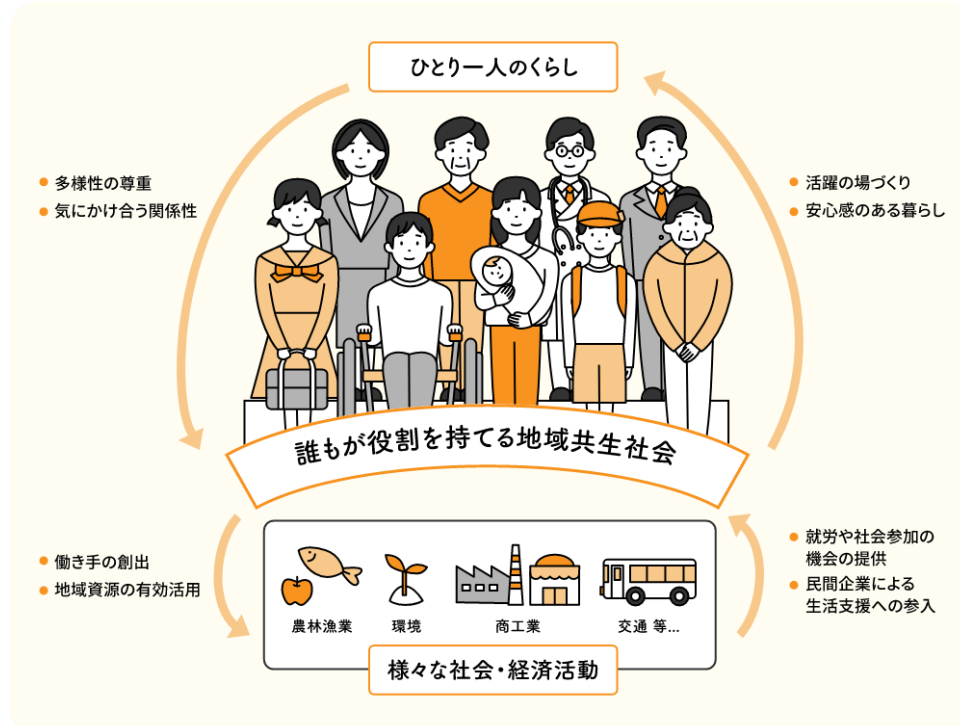 ひとり一人のくらし
多様性の尊重
気にかけ合う関係性
活躍の場づくり
安心感のある暮らし
誰もが役割を持てる地域共生社会
働き手の創出
地域資源の有効活用
就労や社会参加の
機会の提供
民間企業による
生活支援への参入
農林漁業 環境 商工業 交通 等...
様々な社会・経済活動